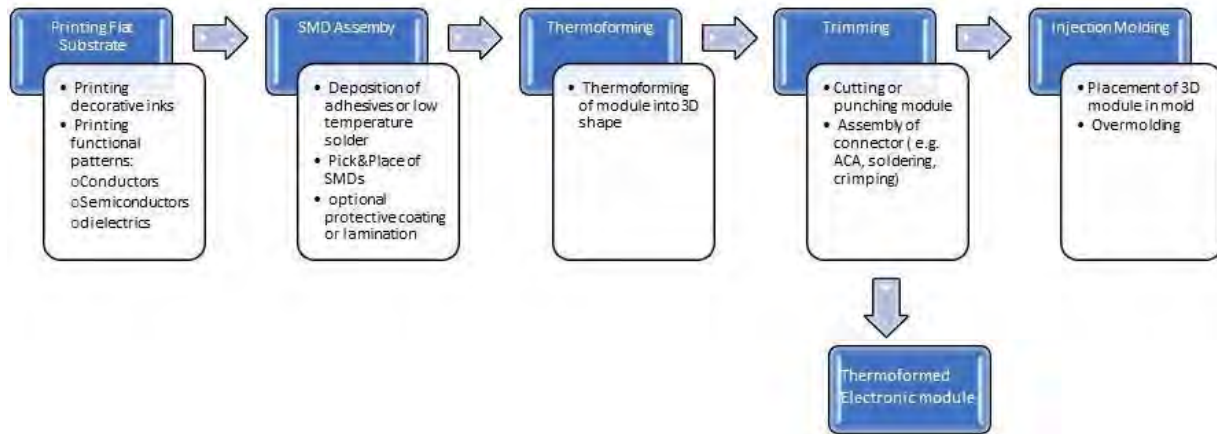 Printing Flat
Substrate
• Printing
decorative inks
• Printing
functional
patterns:
oConductors
oSemiconductors
odielectrics
SMD Assembly
• Deposition of
adhesives or low
temperature
solder
• Pick&Place of
SMDs
• optional
protective coating
or lamination
Thermoforming
• Thermoforming
of module into 3D
shape
Trimming
• Cutting or
punching module
• Assembly of
connector ( e.g.
ACA, soldering,
crimping)
Injection Molding
• Placement of 3D
module in mold
• Overmolding
Thermoformed
Electronic module